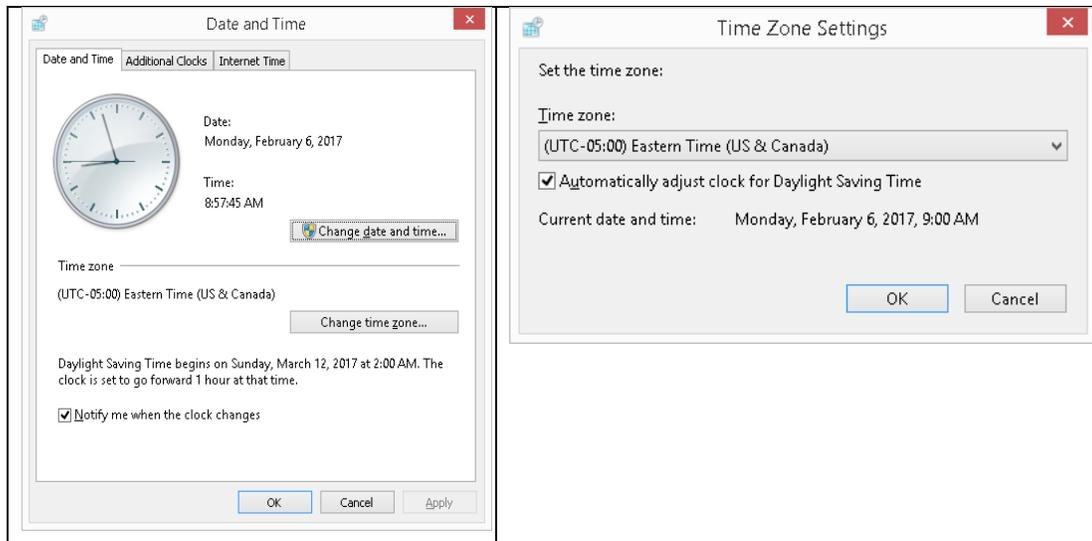 Date and Time
Date and Time
Additional Clocks
Internet Time
Date:
Monday, February 6, 2017
Time:
8:57:45 AM
Change date and time...
Time zone
(UTC-05:00) Eastern Time (US & Canada)
Change time zone...
Daylight Saving Time begins on Sunday, March 12, 2017 at 2:00 AM. The
clock is set to go forward 1 hour at that time.
Notify me when the clock changes
OK
Cancel
Apply
Time Zone Settings
Set the time zone:
Time zone:
(UTC-05:00) Eastern Time (US & Canada)
Automatically adjust clock for Daylight Saving Time
Current date and time: Monday, February 6, 2017, 9:00 AM
OK
Cancel